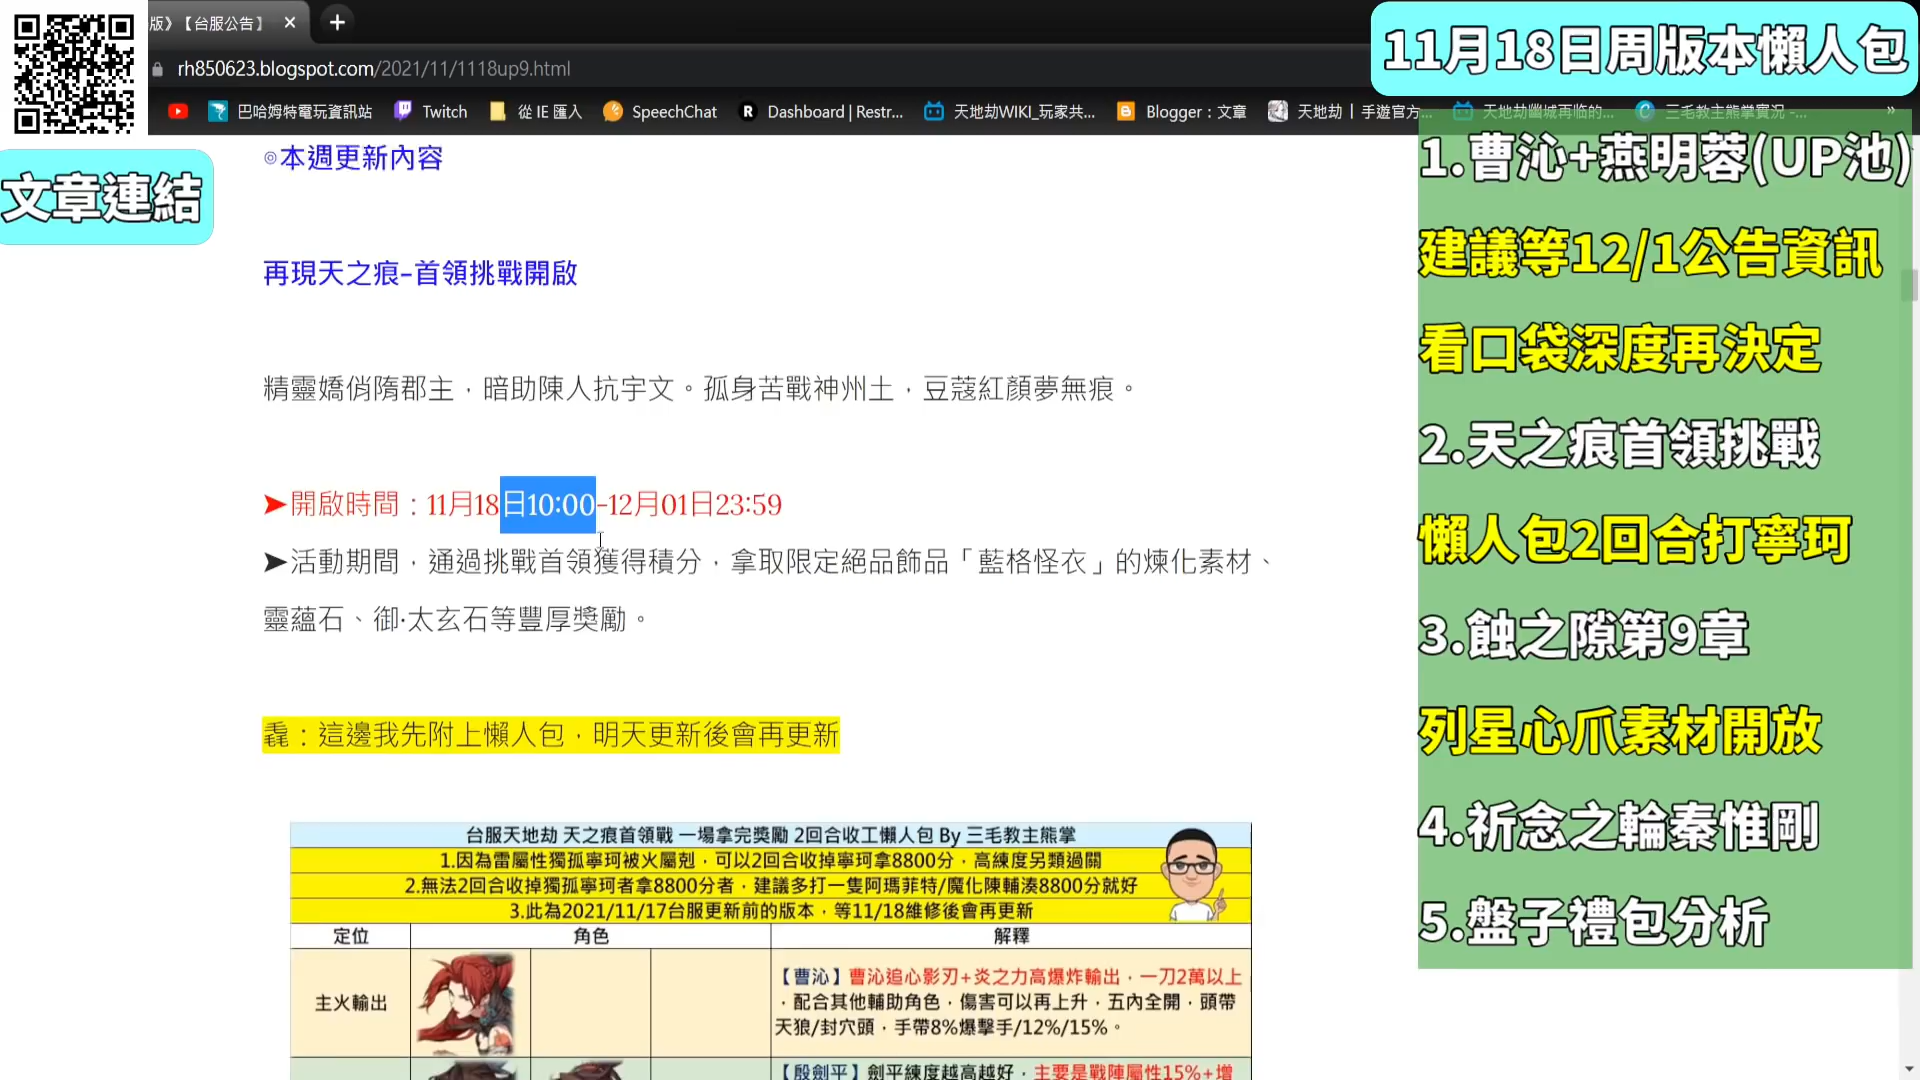 版》【台服公告】
rh850623.blogspot.com/2021/11/1118up9.html
巴哈姆特電玩資訊站 Twitch 從 IE 匯入 SpeechChat Dashboard | Restr... 天地劫WIKI_玩家共... Blogger：文章 天地劫丨手遊官方... 天地劫幽城再临的... 三毛教主熊掌實況 -... »
11月18日周版本懶人包
文章連結
◎本週更新內容
再現天之痕-首領挑戰開啟
精靈嬌俏隋郡主，暗助陳人抗宇文。孤身苦戰神州土，豆蔻紅顏夢無痕。
➤開啟時間：11月18日10:00-12月01日23:59
➤活動期間，通過挑戰首領獲得積分，拿取限定絕品飾品「藍格怪衣」的煉化素材、
靈蘊石、御·太玄石等豐厚獎勵。
毳：這邊我先附上懶人包，明天更新後會再更新
台服天地劫 天之痕首領戰 一場拿完獎勵 2回合收工懶人包 By 三毛教主熊掌
1.因為雷屬性獨孤寧珂被火屬剋，可以2回合收掉寧珂拿8800分，高練度另類過關
2.無法2回合收掉獨孤寧珂者拿8800分者，建議多打一隻阿瑪菲特/魔化陳輔湊8800分就好
3.此為2021/11/17台服更新前的版本，等11/18維修後會再更新
定位 角色 解釋
主火輸出
【曹沁】曹沁追心影刃+炎之力高爆炸輸出，一刀2萬以上
，配合其他輔助角色，傷害可以再上升，五內全開，頭帶
天狼/封穴頭，手帶8%爆擊手/12%/15%。
【殷劍平】劍平練度越高越好，主要是戰陣屬性15%+增
1.曹沁+燕明蓉(UP池)
建議等12/1公告資訊
看口袋深度再決定
2.天之痕首領挑戰
懶人包2回合打寧珂
3.蝕之隙第9章
列星心爪素材開放
4.祈念之輪秦惟剛
5.盤子禮包分析